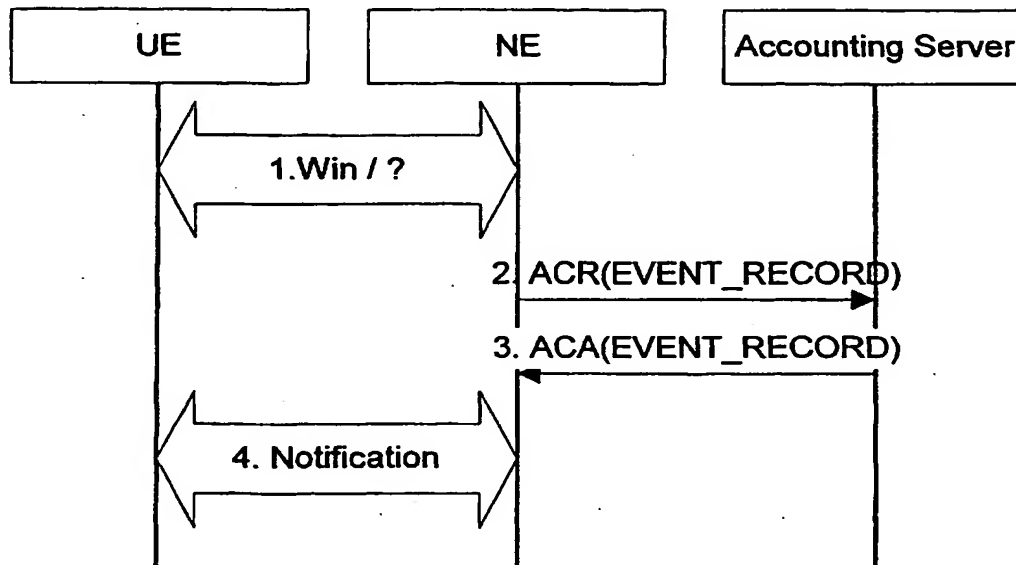 UE
NE
Accounting Server
1.Win / ?
2. ACR(EVENT_RECORD)
3. ACA(EVENT_RECORD)
4. Notification